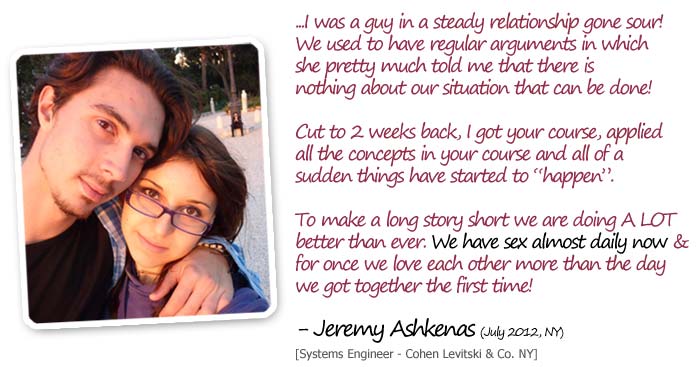 ...I was a guy in a steady relationship gone sour!
We used to have regular arguments in which
she pretty much told me that there is
nothing about our situation that can be done!
Cut to 2 weeks back, I got your course, applied
all the concepts in your course and all of a
sudden things have started to “happen”.
To make a long story short we are doing A LOT
better than ever. We have sex almost daily now &
for once we love each other more than the day
we got together the first time!
– Jeremy Ashkenas (July 2012, NY)
[Systems Engineer - Cohen Levitski & Co. NY]